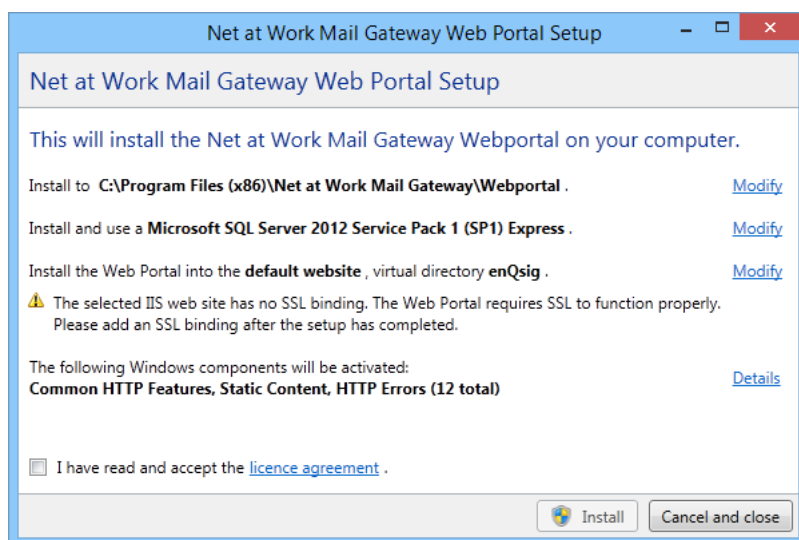 Net at Work Mail Gateway Web Portal Setup
Net at Work Mail Gateway Web Portal Setup
This will install the Net at Work Mail Gateway Webportal on your computer.
Install to C:\Program Files (x86)\Net at Work Mail Gateway\Webportal . Modify
Install and use a Microsoft SQL Server 2012 Service Pack 1 (SP1) Express . Modify
Install the Web Portal into the default website , virtual directory enQsig . Modify
The selected IIS web site has no SSL binding. The Web Portal requires SSL to function properly.
Please add an SSL binding after the setup has completed.
The following Windows components will be activated:
Common HTTP Features, Static Content, HTTP Errors (12 total) Details
I have read and accept the licence agreement .
Install Cancel and close